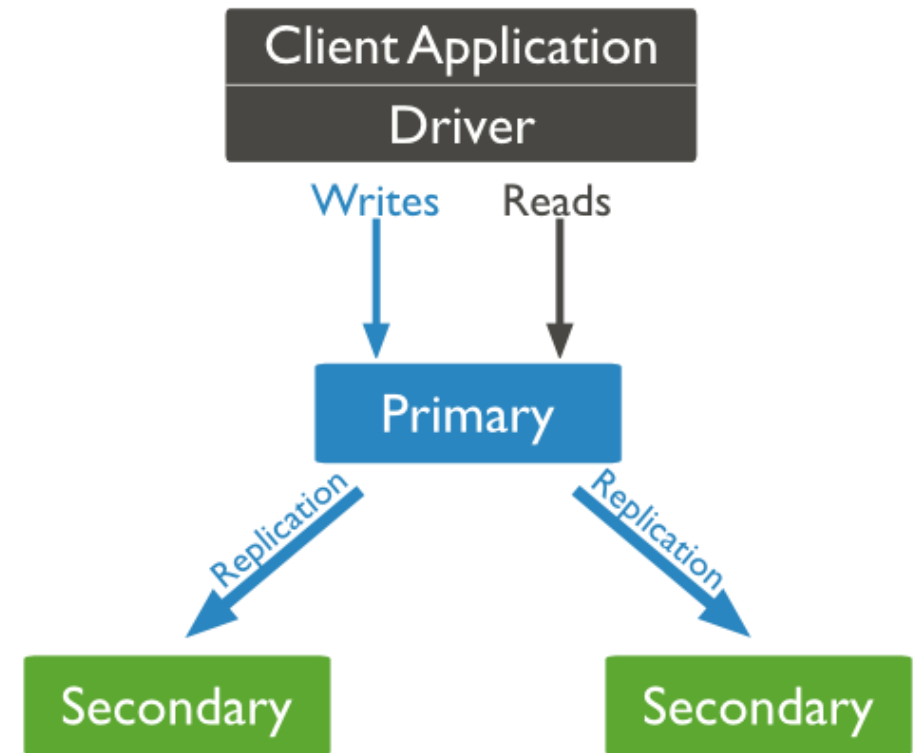 Client Application
Driver
Writes Reads
Primary
Replication Replication
Secondary Secondary